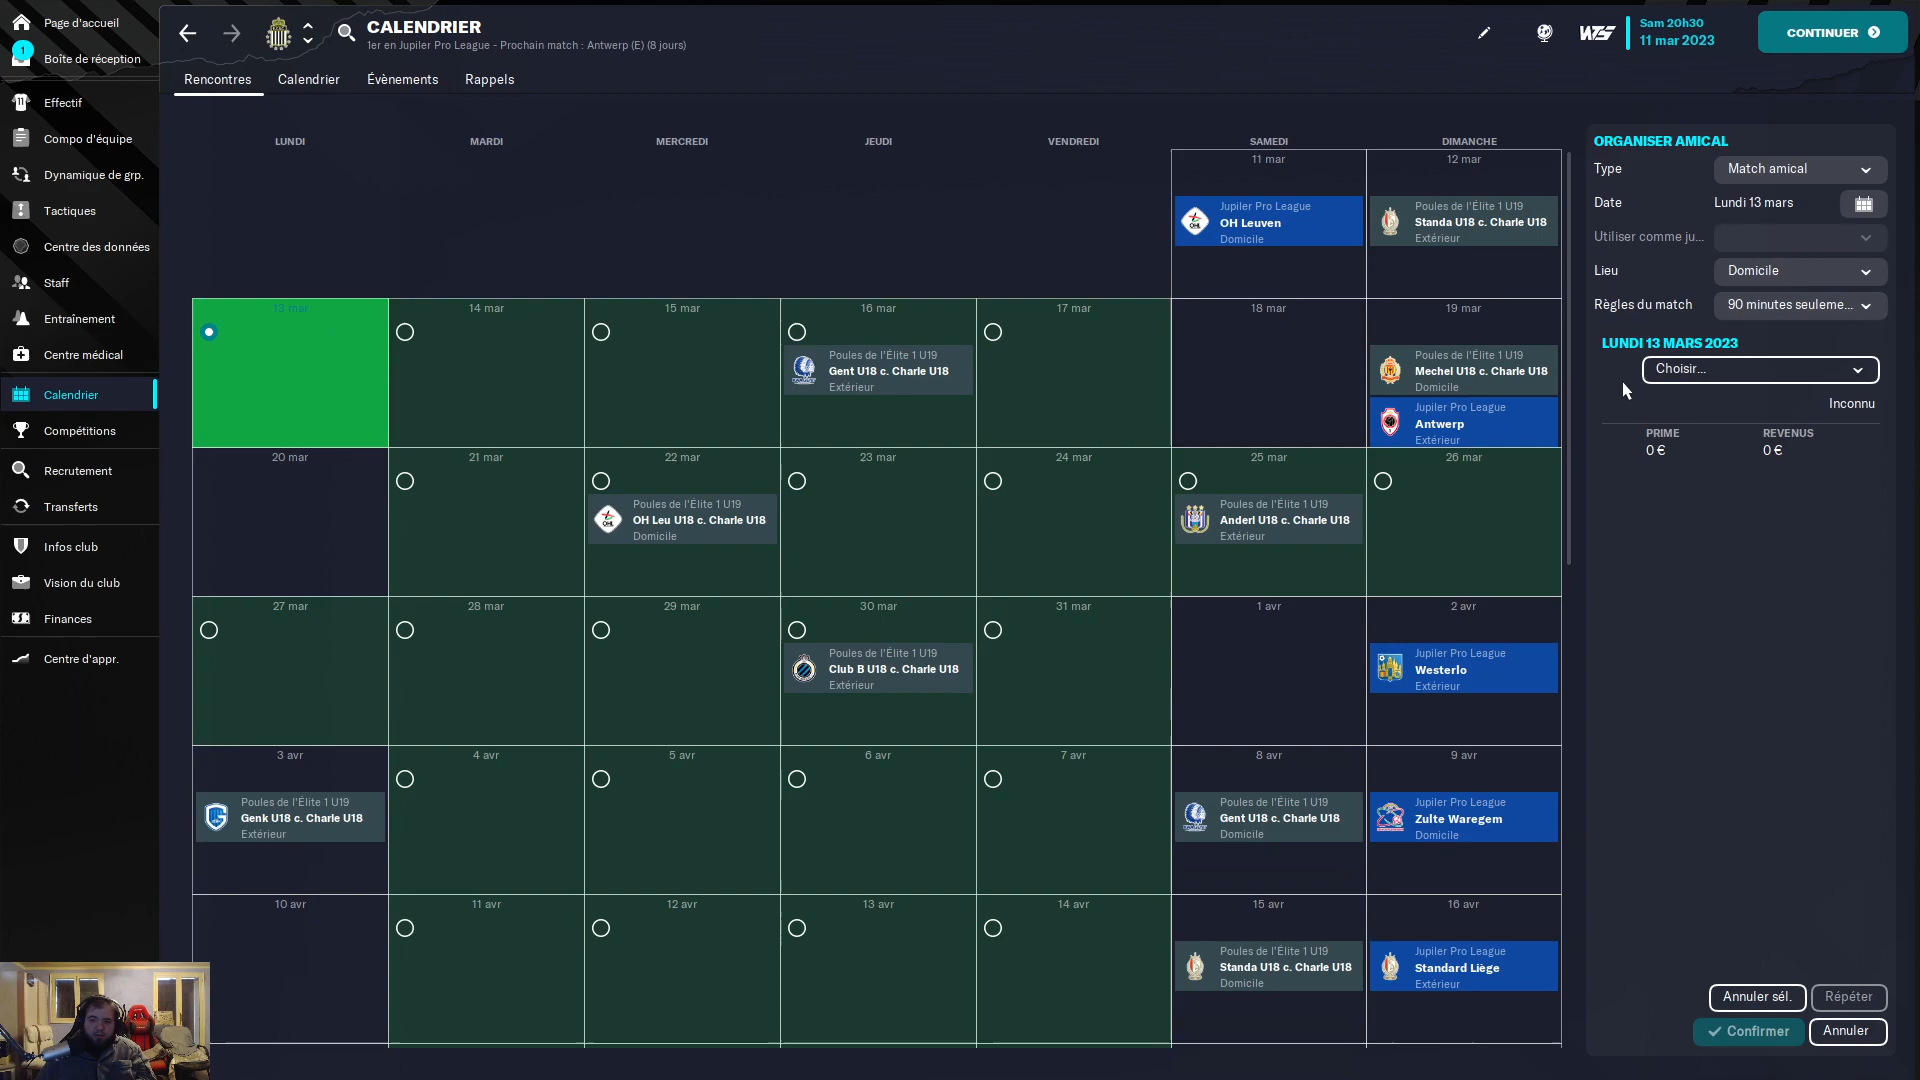 Page d'accueil
1
Boîte de réception
Effectif
Compo d'équipe
Dynamique de grp.
Tactiques
Centre des données
Staff
Entraînement
Centre médical
Calendrier
Compétitions
Recrutement
Transferts
Infos club
Vision du club
Finances
Centre d'appr.
CALENDRIER
1er en Jupiler Pro League - Prochain match : Antwerp (E) (8 jours)
Rencontres Calendrier Évènements Rappels
WTS
Sam 20h30
11 mar 2023
CONTINUER
LUNDI MARDI MERCREDI JEUDI VENDREDI SAMEDI DIMANCHE
11 mar
Jupiler Pro League
OH Leuven
Domicile
12 mar
Poules de l'Élite 1 U19
Standa U18 c. Charle U18
Extérieur
13 mar
14 mar
15 mar
16 mar
Poules de l'Élite 1 U19
Gent U18 c. Charle U18
Extérieur
17 mar
18 mar
19 mar
Poules de l'Élite 1 U19
Mechel U18 c. Charle U18
Domicile
Jupiler Pro League
Antwerp
Extérieur
20 mar
21 mar
22 mar
Poules de l'Élite 1 U19
OH Leu U18 c. Charle U18
Domicile
23 mar
24 mar
25 mar
Poules de l'Élite 1 U19
Anderl U18 c. Charle U18
Extérieur
26 mar
27 mar
28 mar
29 mar
30 mar
Poules de l'Élite 1 U19
Club B U18 c. Charle U18
Extérieur
31 mar
1 avr
2 avr
Jupiler Pro League
Westerlo
Extérieur
3 avr
Poules de l'Élite 1 U19
Genk U18 c. Charle U18
Extérieur
4 avr
5 avr
6 avr
7 avr
8 avr
Poules de l'Élite 1 U19
Gent U18 c. Charle U18
Domicile
9 avr
Jupiler Pro League
Zulte Waregem
Domicile
10 avr
11 avr
12 avr
13 avr
14 avr
15 avr
Poules de l'Élite 1 U19
Standa U18 c. Charle U18
Domicile
16 avr
Jupiler Pro League
Standard Liège
Extérieur
ORGANISER AMICAL
Type Match amical
Date Lundi 13 mars
Utiliser comme ju...
Lieu Domicile
Règles du match 90 minutes seuleme...
LUNDI 13 MARS 2023
Choisir...
Inconnu
PRIME REVENUS
0 € 0 €
Annuler sél. Répéter
Confirmer Annuler